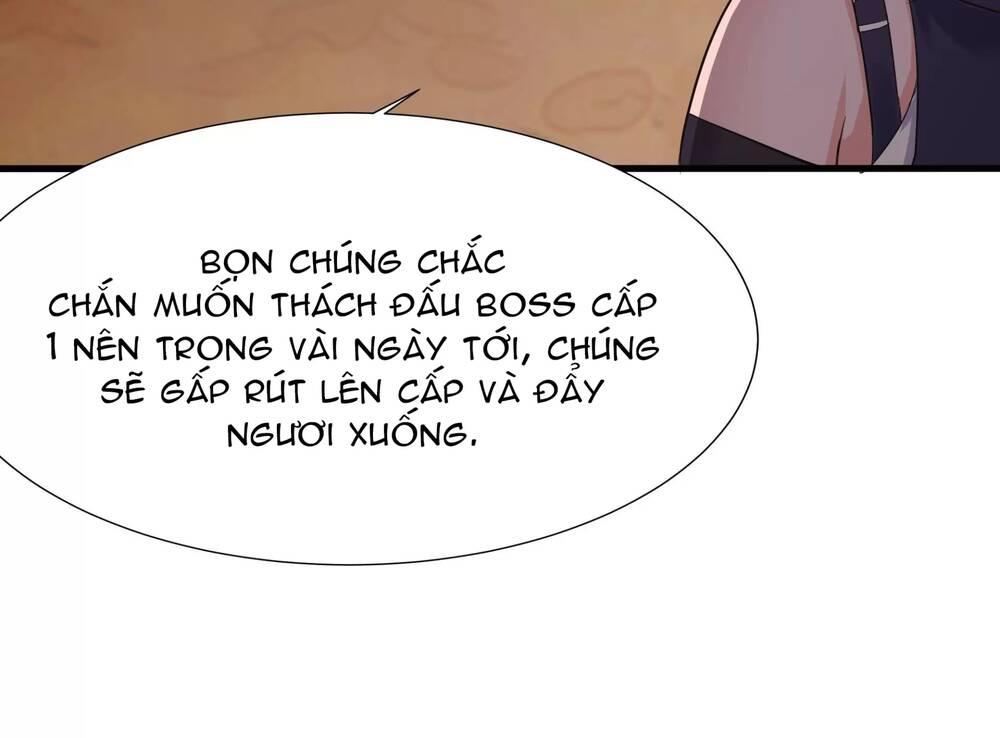 BỌN CHÚNG CHẮC
CHẮN MUỐN THÁCH ĐẤU BOSS CẤP
1 NÊN TRONG VÀI NGÀY TỚI, CHÚNG
SẼ GẤP RÚT LÊN CẤP VÀ ĐẨY
NGƯƠI XUỐNG.